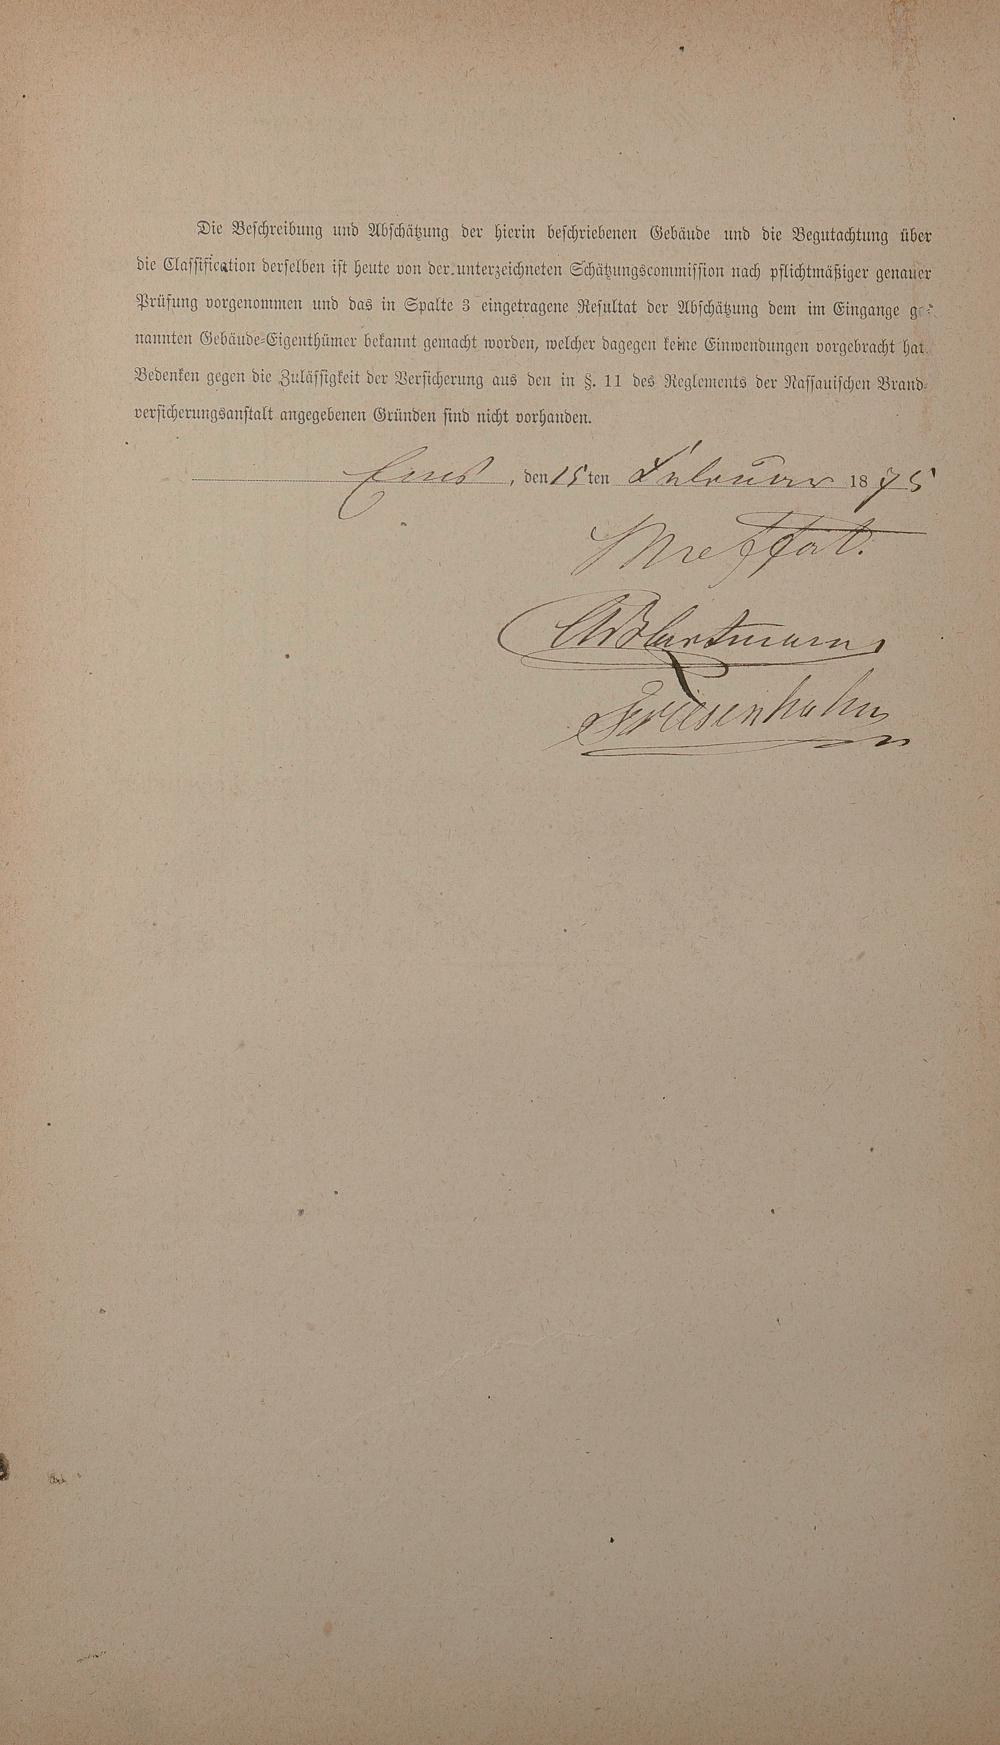 Die Beschreibung und Abschätzung der hierin beschriebenen Gebäude und die Begutachtung über
die Classification derselben ist heute von der unterzeichneten Schätzungscommission nach pflichtmäßiger genauer
Prüfung vorgenommen und das in Spalte 3 eingetragene Resultat der Abschätzung dem im Eingange ge-
nannten Gebäude-Eigenthümer bekannt gemacht worden, welcher dagegen keine Einwendungen vorgebracht hat.
Bedenken gegen die Zulässigkeit der Versicherung aus den in §. 11 des Reglements der Nassauischen Brand-
versicherungsanstalt angegebenen Gründen sind nicht vorhanden.
Ems, den 15ten Februar 1875
Friesenhahn